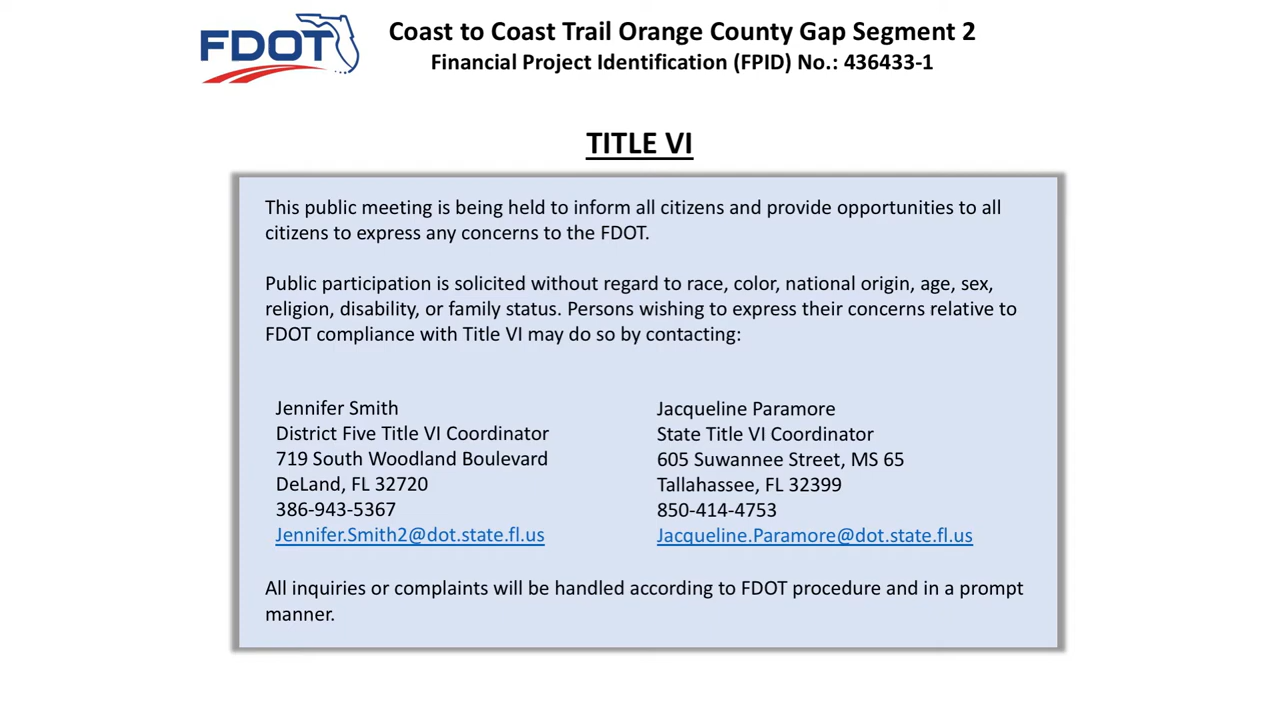 FDOT
Coast to Coast Trail Orange County Gap Segment 2
Financial Project Identification (FPID) No.: 436433-1
TITLE VI
This public meeting is being held to inform all citizens and provide opportunities to all
citizens to express any concerns to the FDOT.
Public participation is solicited without regard to race, color, national origin, age, sex,
religion, disability, or family status. Persons wishing to express their concerns relative to
FDOT compliance with Title VI may do so by contacting:
Jennifer Smith
District Five Title VI Coordinator
719 South Woodland Boulevard
DeLand, FL 32720
386-943-5367
Jennifer.Smith2@dot.state.fl.us
Jacqueline Paramore
State Title VI Coordinator
605 Suwannee Street, MS 65
Tallahassee, FL 32399
850-414-4753
Jacqueline.Paramore@dot.state.fl.us
All inquiries or complaints will be handled according to FDOT procedure and in a prompt
manner.